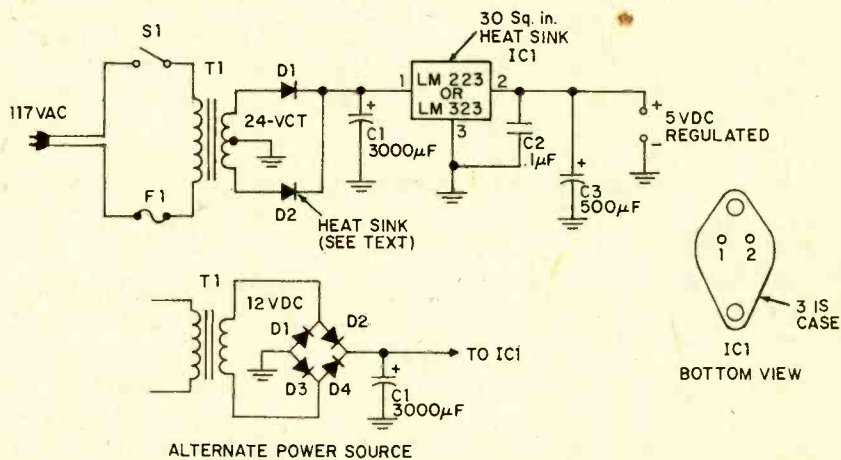 S1
T1
D1
117VAC
24-VCT
F1
D2
HEAT SINK
(SEE TEXT)
+
C1
3000µF
30 Sq. in.
HEAT SINK
IC1
1
LM 223
OR
LM 323
2
3
C2
.1µF
+
C3
500µF
+
5VDC
REGULATED
-
T1
12VDC
D1
D2
D3
D4
+
C1
3000µF
TO IC1
ALTERNATE POWER SOURCE
1 2
3 IS
CASE
IC1
BOTTOM VIEW